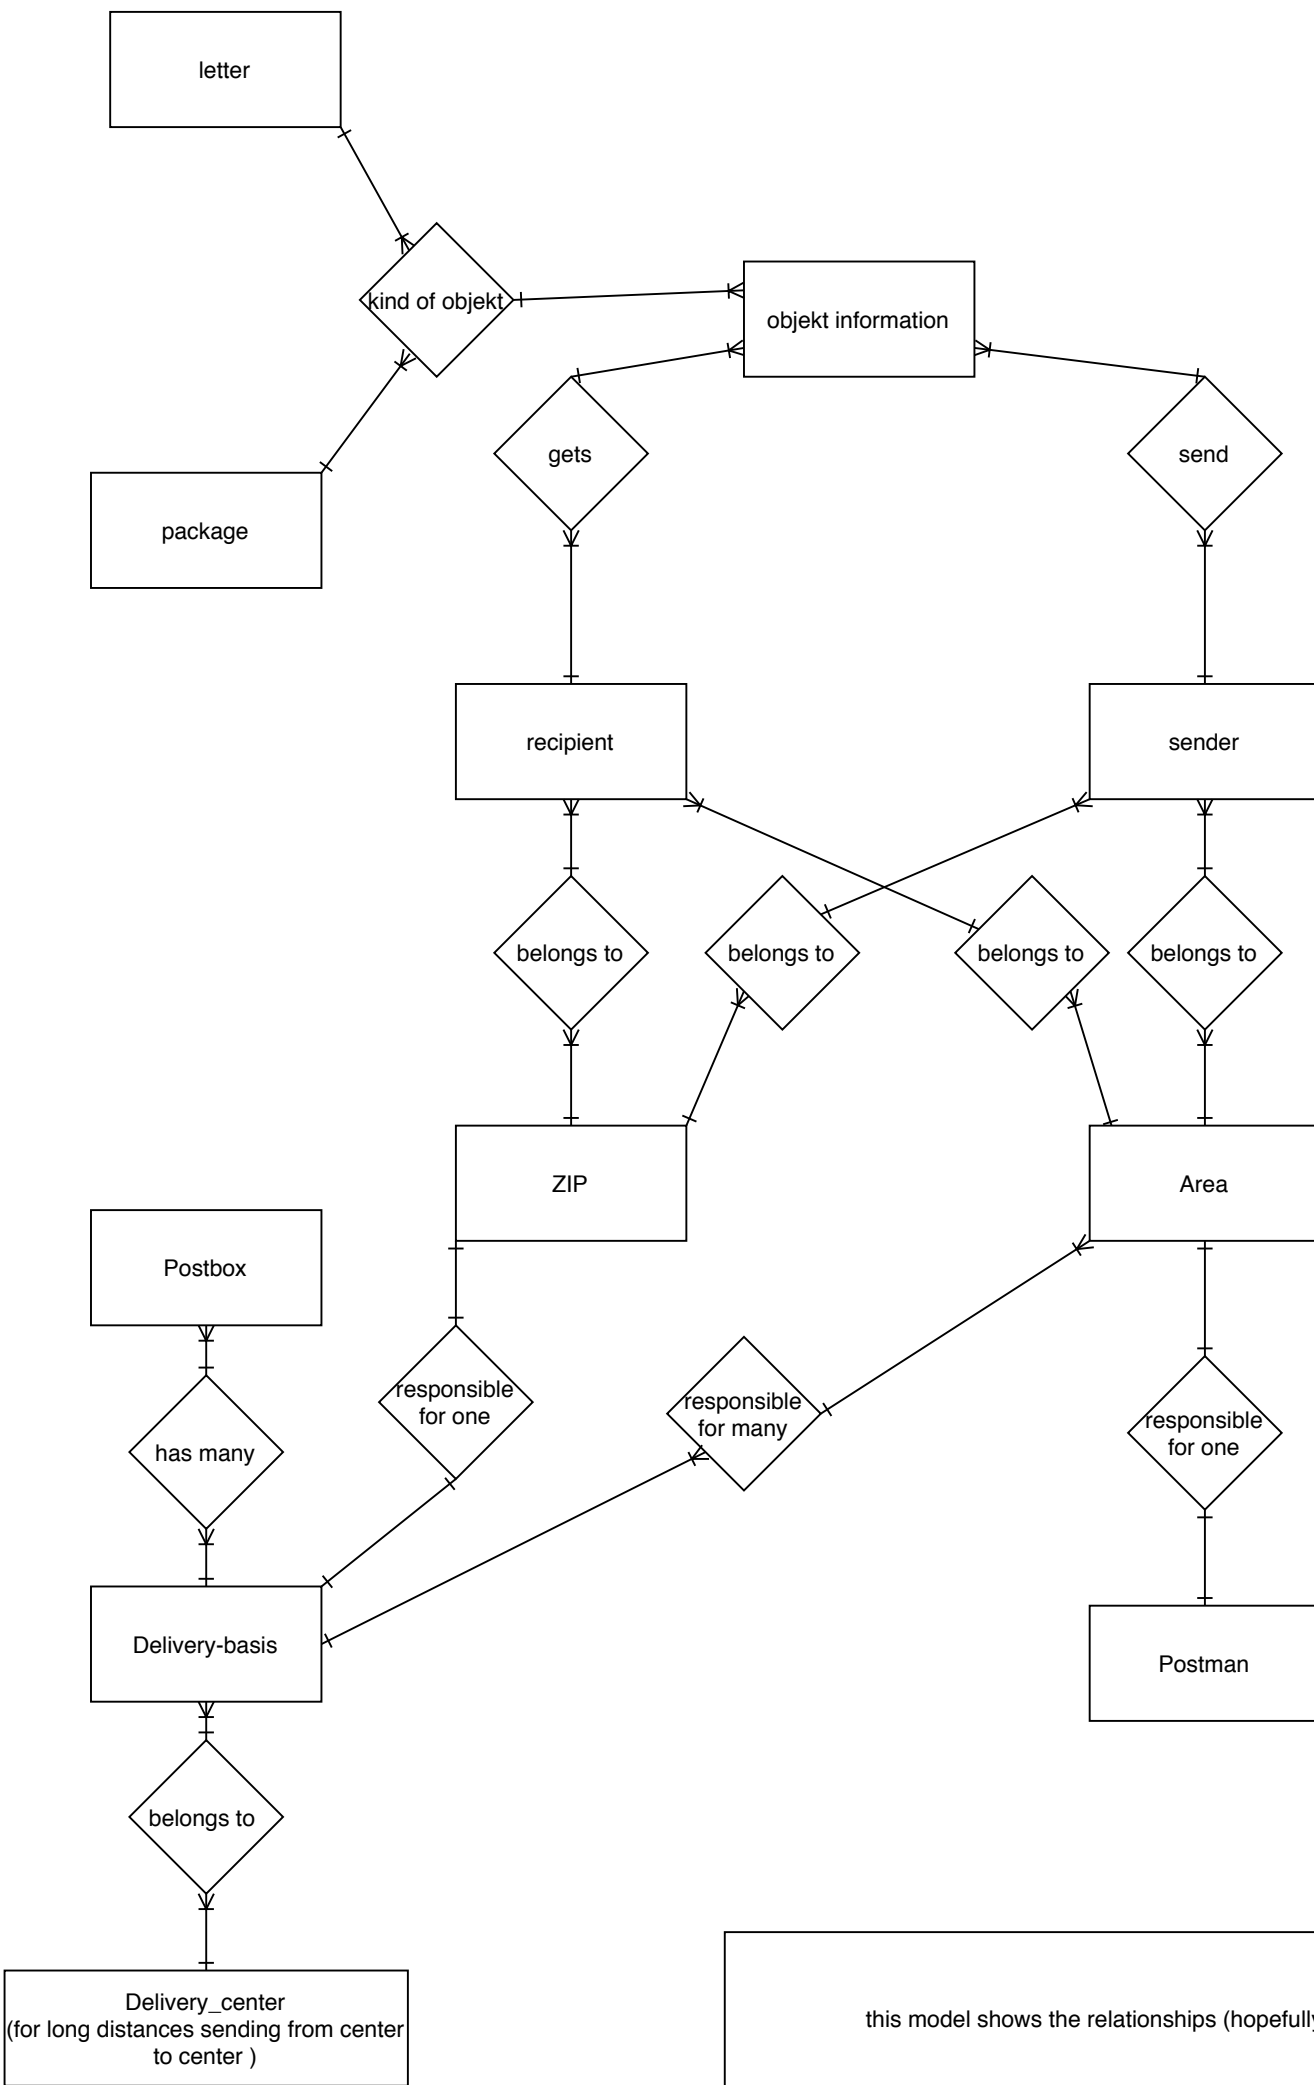 letter
kind of objekt
objekt information
gets
send
package
recipient
sender
belongs to
belongs to
belongs to
belongs to
ZIP
Area
Postbox
responsible
for one
responsible
for many
responsible
for one
has many
Delivery-basis
Postman
belongs to
Delivery_center
(for long distances sending from center
to center )
this model shows the relationships (hopefully